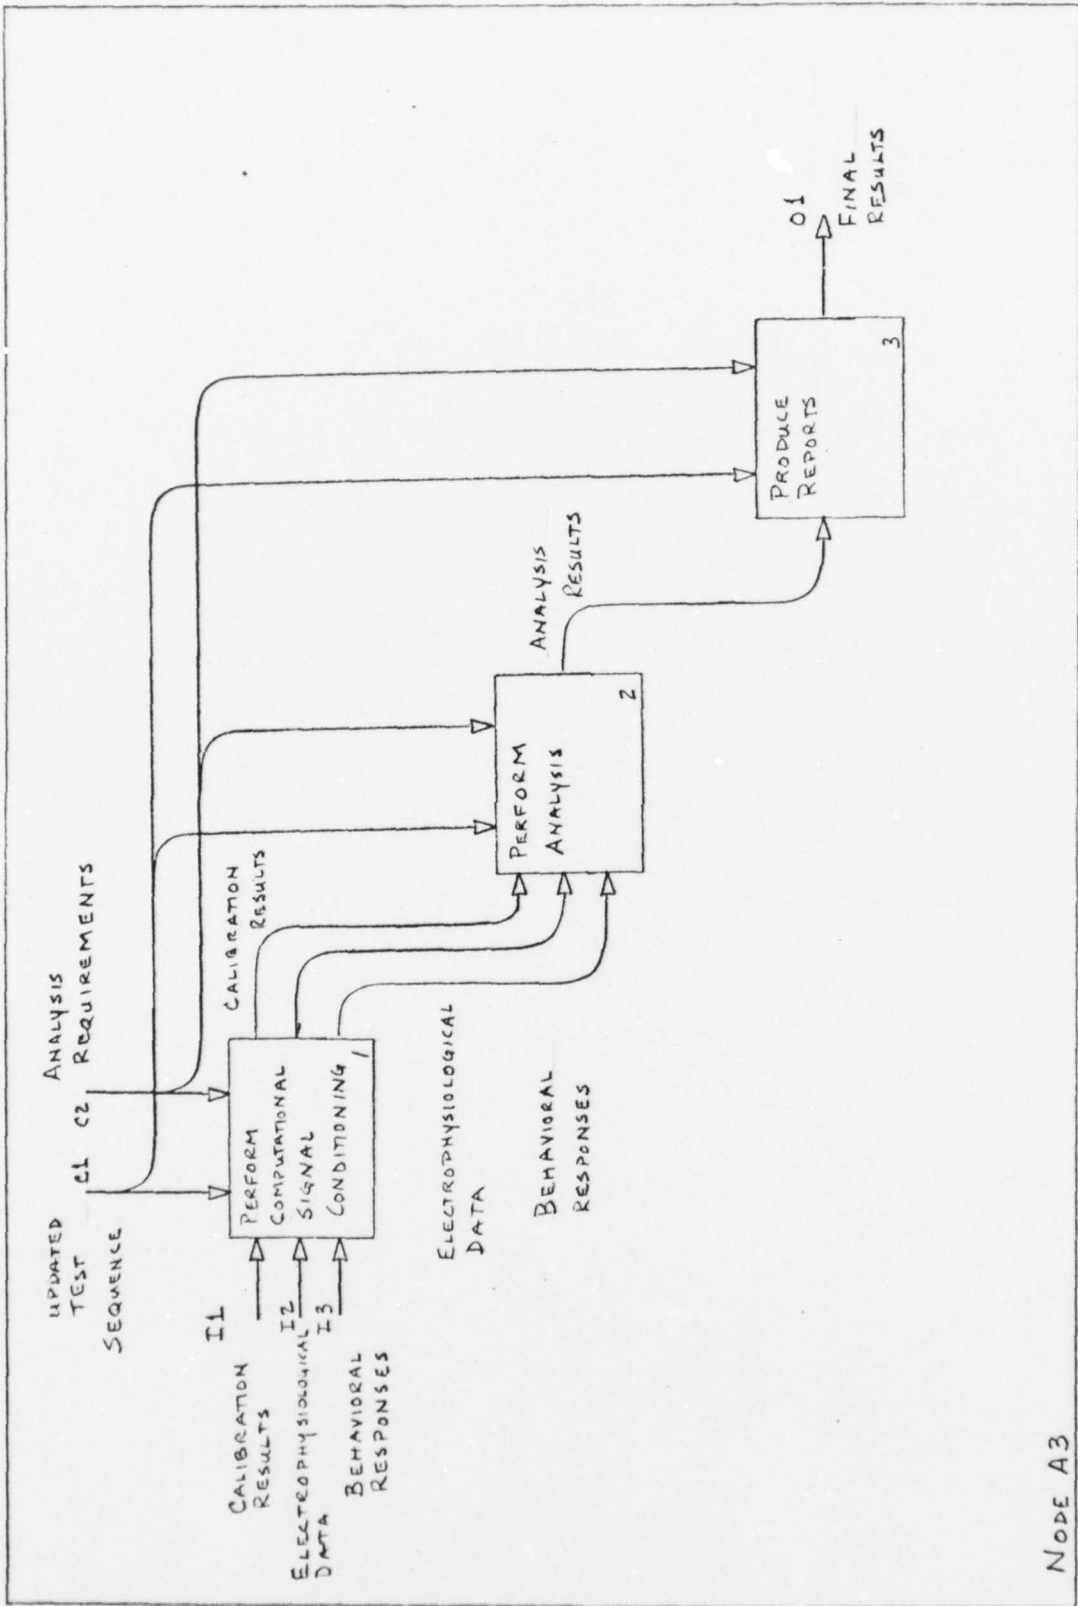 UPDATED
TEST
SEQUENCE
C1
C2
ANALYSIS
REQUIREMENTS
I1
CALIBRATION
RESULTS
I2
ELECTROPHYSIOLOGICAL
DATA
I3
BEHAVIORAL
RESPONSES
PERFORM
COMPUTATIONAL
SIGNAL
CONDITIONING
1
CALIBRATION
RESULTS
ELECTROPHYSIOLOGICAL
DATA
BEHAVIORAL
RESPONSES
PERFORM
ANALYSIS
2
ANALYSIS
RESULTS
PRODUCE
REPORTS
3
O1
FINAL
RESULTS
NODE A3